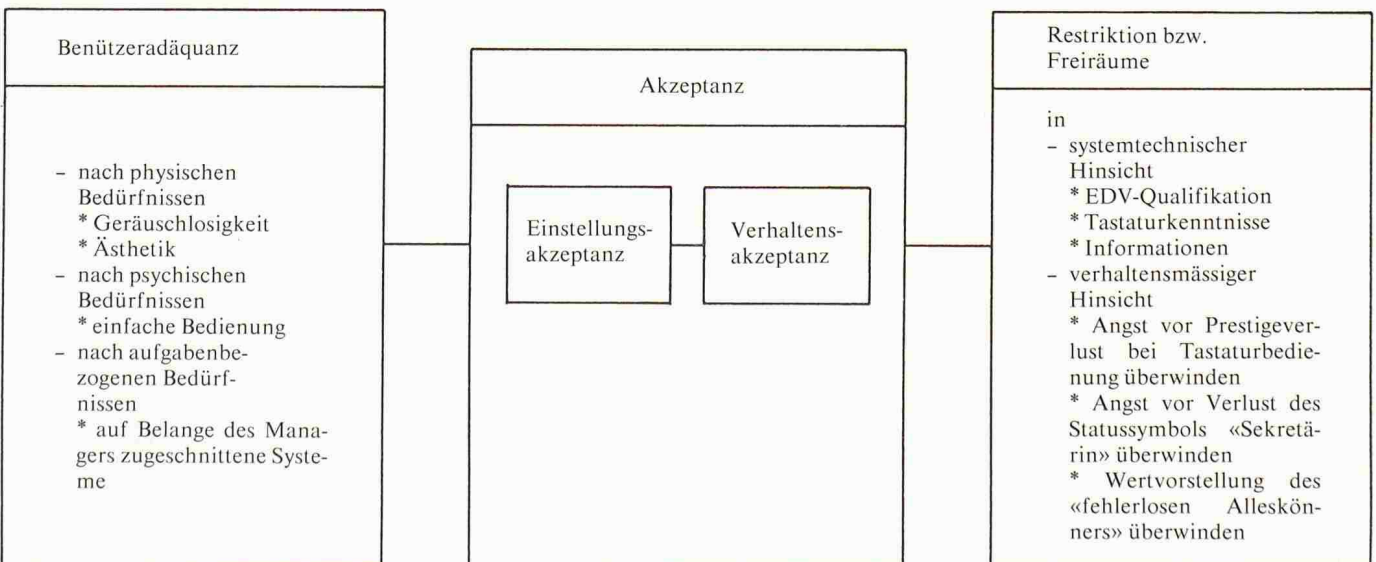 Benützeradäquanz
– nach physischen
Bedürfnissen
* Geräuschlosigkeit
* Ästhetik
– nach psychischen
Bedürfnissen
* einfache Bedienung
– nach aufgabenbe-
zogenen Bedürf-
nissen
* auf Belange des Mana-
gers zugeschnittene Syste-
me
Akzeptanz
Einstellungs-
akzeptanz
Verhaltens-
akzeptanz
Restriktion bzw.
Freiräume
in
– systemtechnischer
Hinsicht
* EDV-Qualifikation
* Tastaturkenntnisse
* Informationen
– verhaltensmässiger
Hinsicht
* Angst vor Prestigever-
lust bei Tastaturbedie-
nung überwinden
* Angst vor Verlust des
Statussymbols «Sekretä-
rin» überwinden
* Wertvorstellung des
«fehlerlosen Alleskön-
ners» überwinden